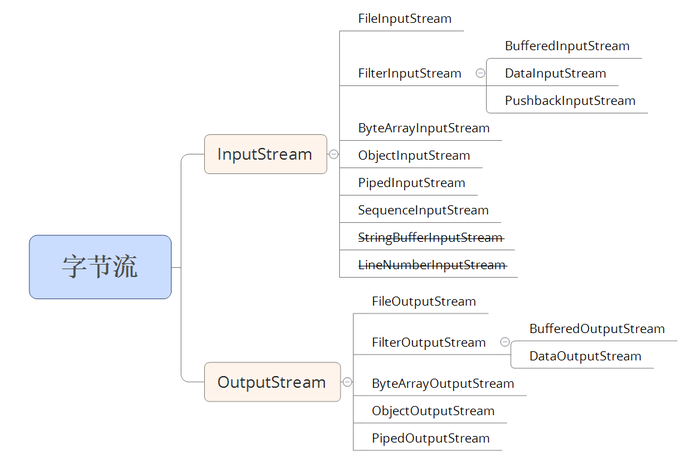 字节流
InputStream
FileInputStream
FilterInputStream
BufferedInputStream
DataInputStream
PushbackInputStream
ByteArrayInputStream
ObjectInputStream
PipedInputStream
SequenceInputStream
StringBufferInputStream
LineNumberInputStream
OutputStream
FileOutputStream
FilterOutputStream
BufferedOutputStream
DataOutputStream
ByteArrayOutputStream
ObjectOutputStream
PipedOutputStream